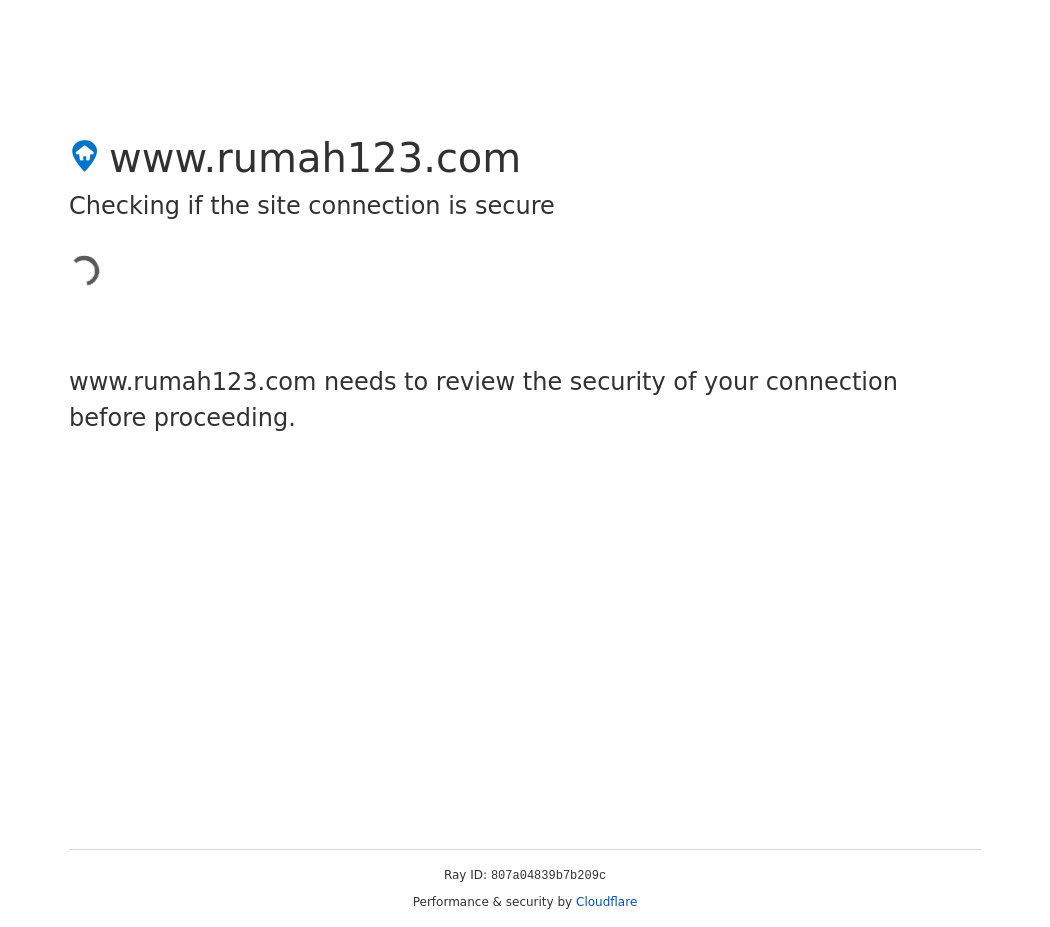 www.rumah123.com
Checking if the site connection is secure
www.rumah123.com needs to review the security of your connection
before proceeding.
Ray ID: 807a04839b7b209c
Performance & security by Cloudflare